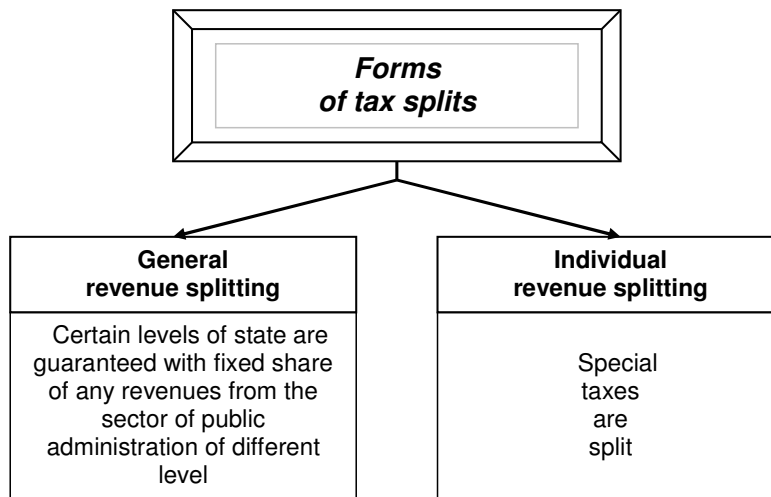 Forms
of tax splits
General
revenue splitting
Certain levels of state are
guaranteed with fixed share
of any revenues from the
sector of public
administration of different
level
Individual
revenue splitting
Special
taxes
are
split